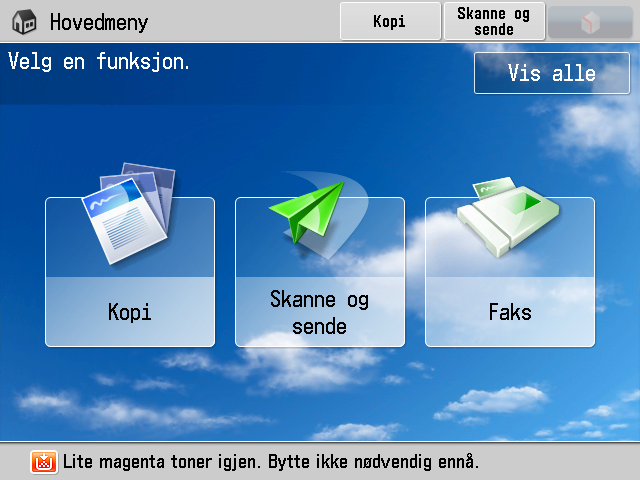 Hovedmeny
Kopi
Skanne og
sende
Velg en funksjon.
Vis alle
Kopi
Skanne og
sende
Faks
Lite magenta toner igjen. Bytte ikke nødvendig ennå.